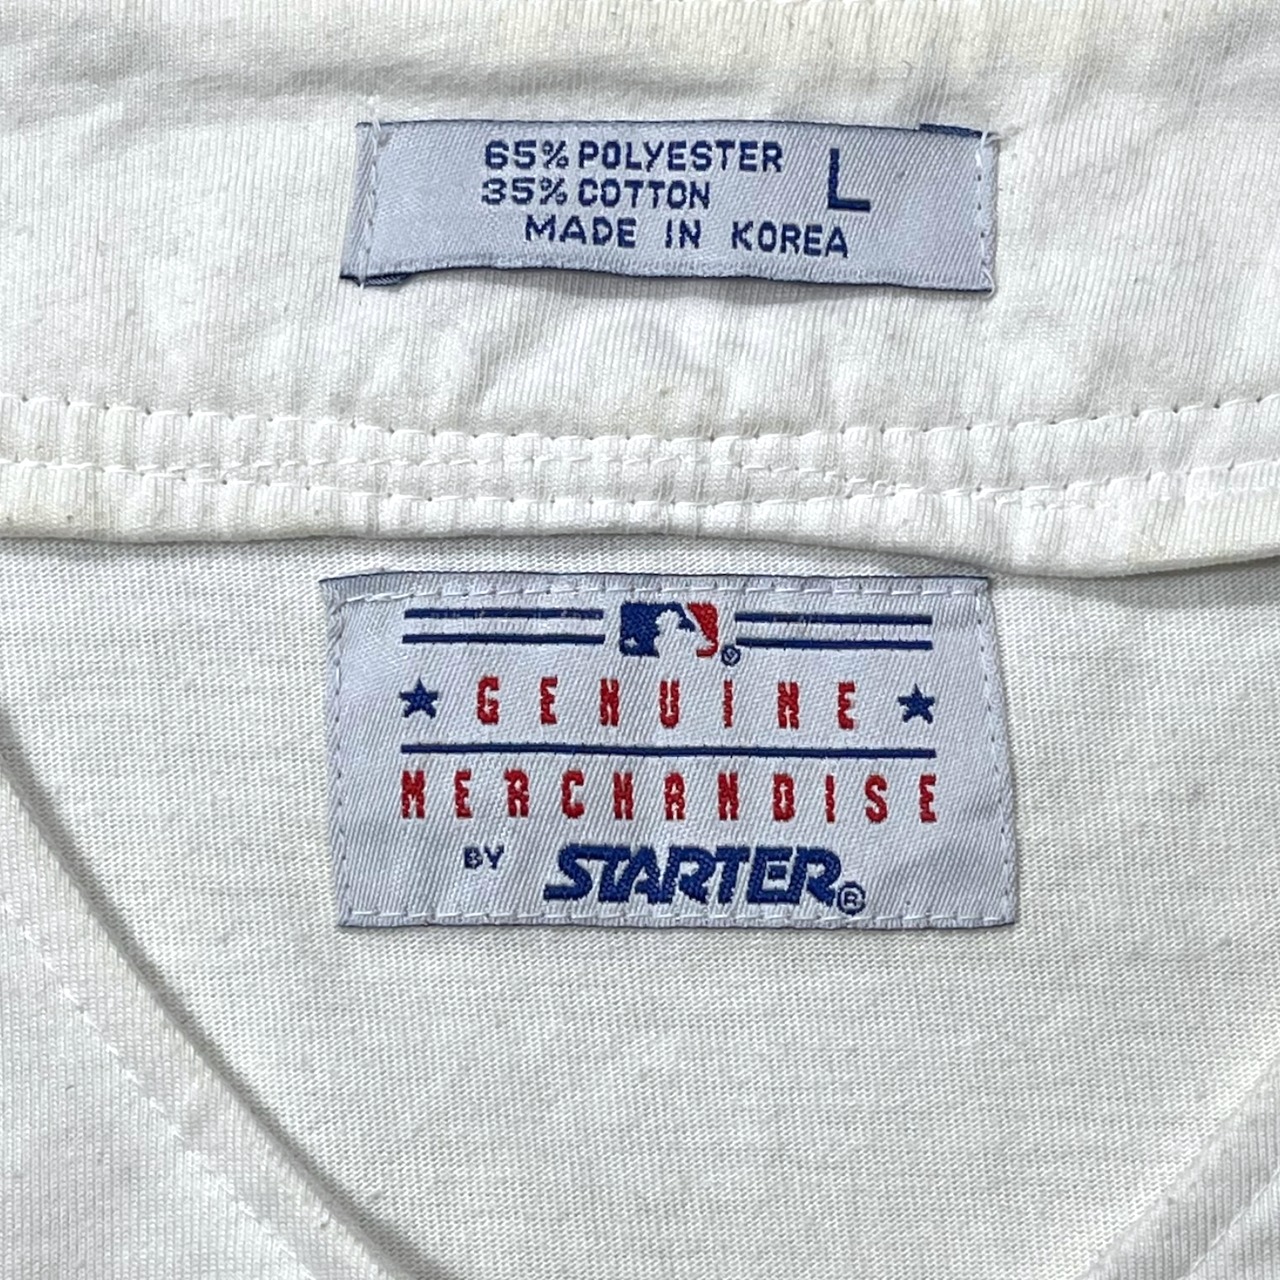 65% POLYESTER L
35% COTTON
MADE IN KOREA
GENUINE
MERCHANDISE
BY STARTER®